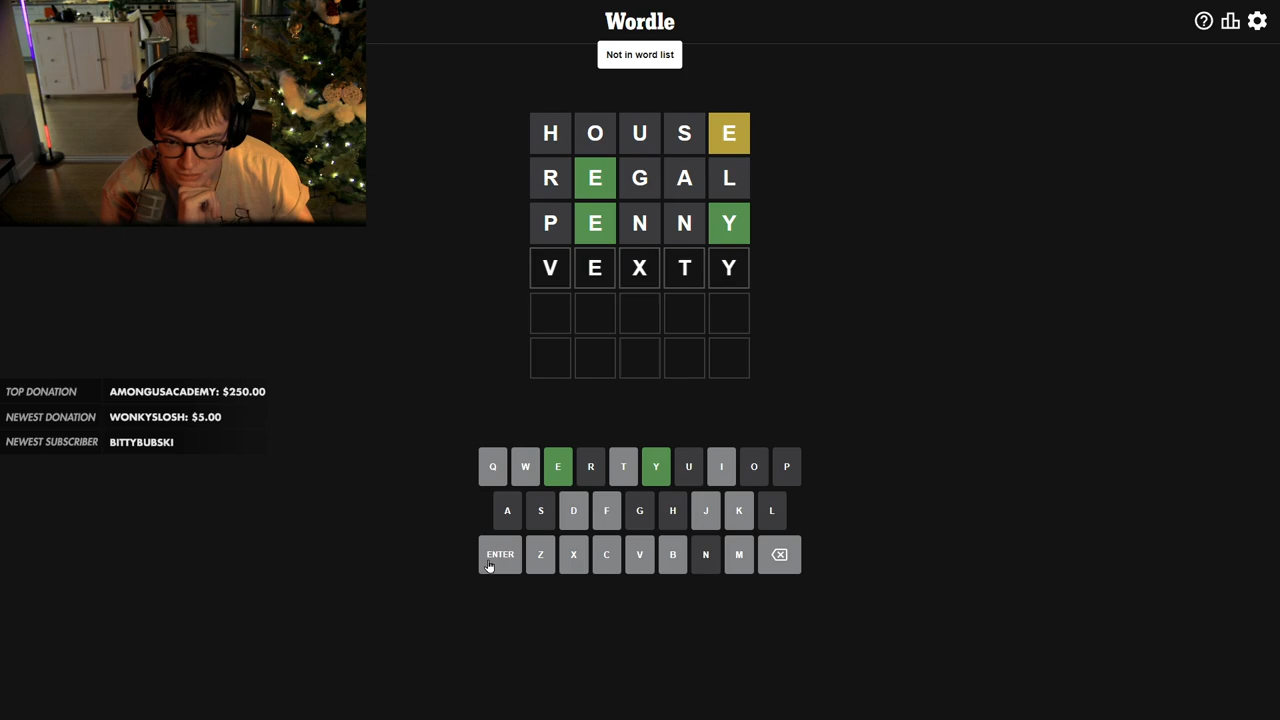 Wordle
Not in word list
H O U S E
R E G A L
P E N N Y
V E X T Y
TOP DONATION AMONGUSACADEMY: $250.00
NEWEST DONATION WONKYSLOSH: $5.00
NEWEST SUBSCRIBER BITTYBUBSKI
Q W E R T Y U I O P
A S D F G H J K L
ENTER Z X C V B N M